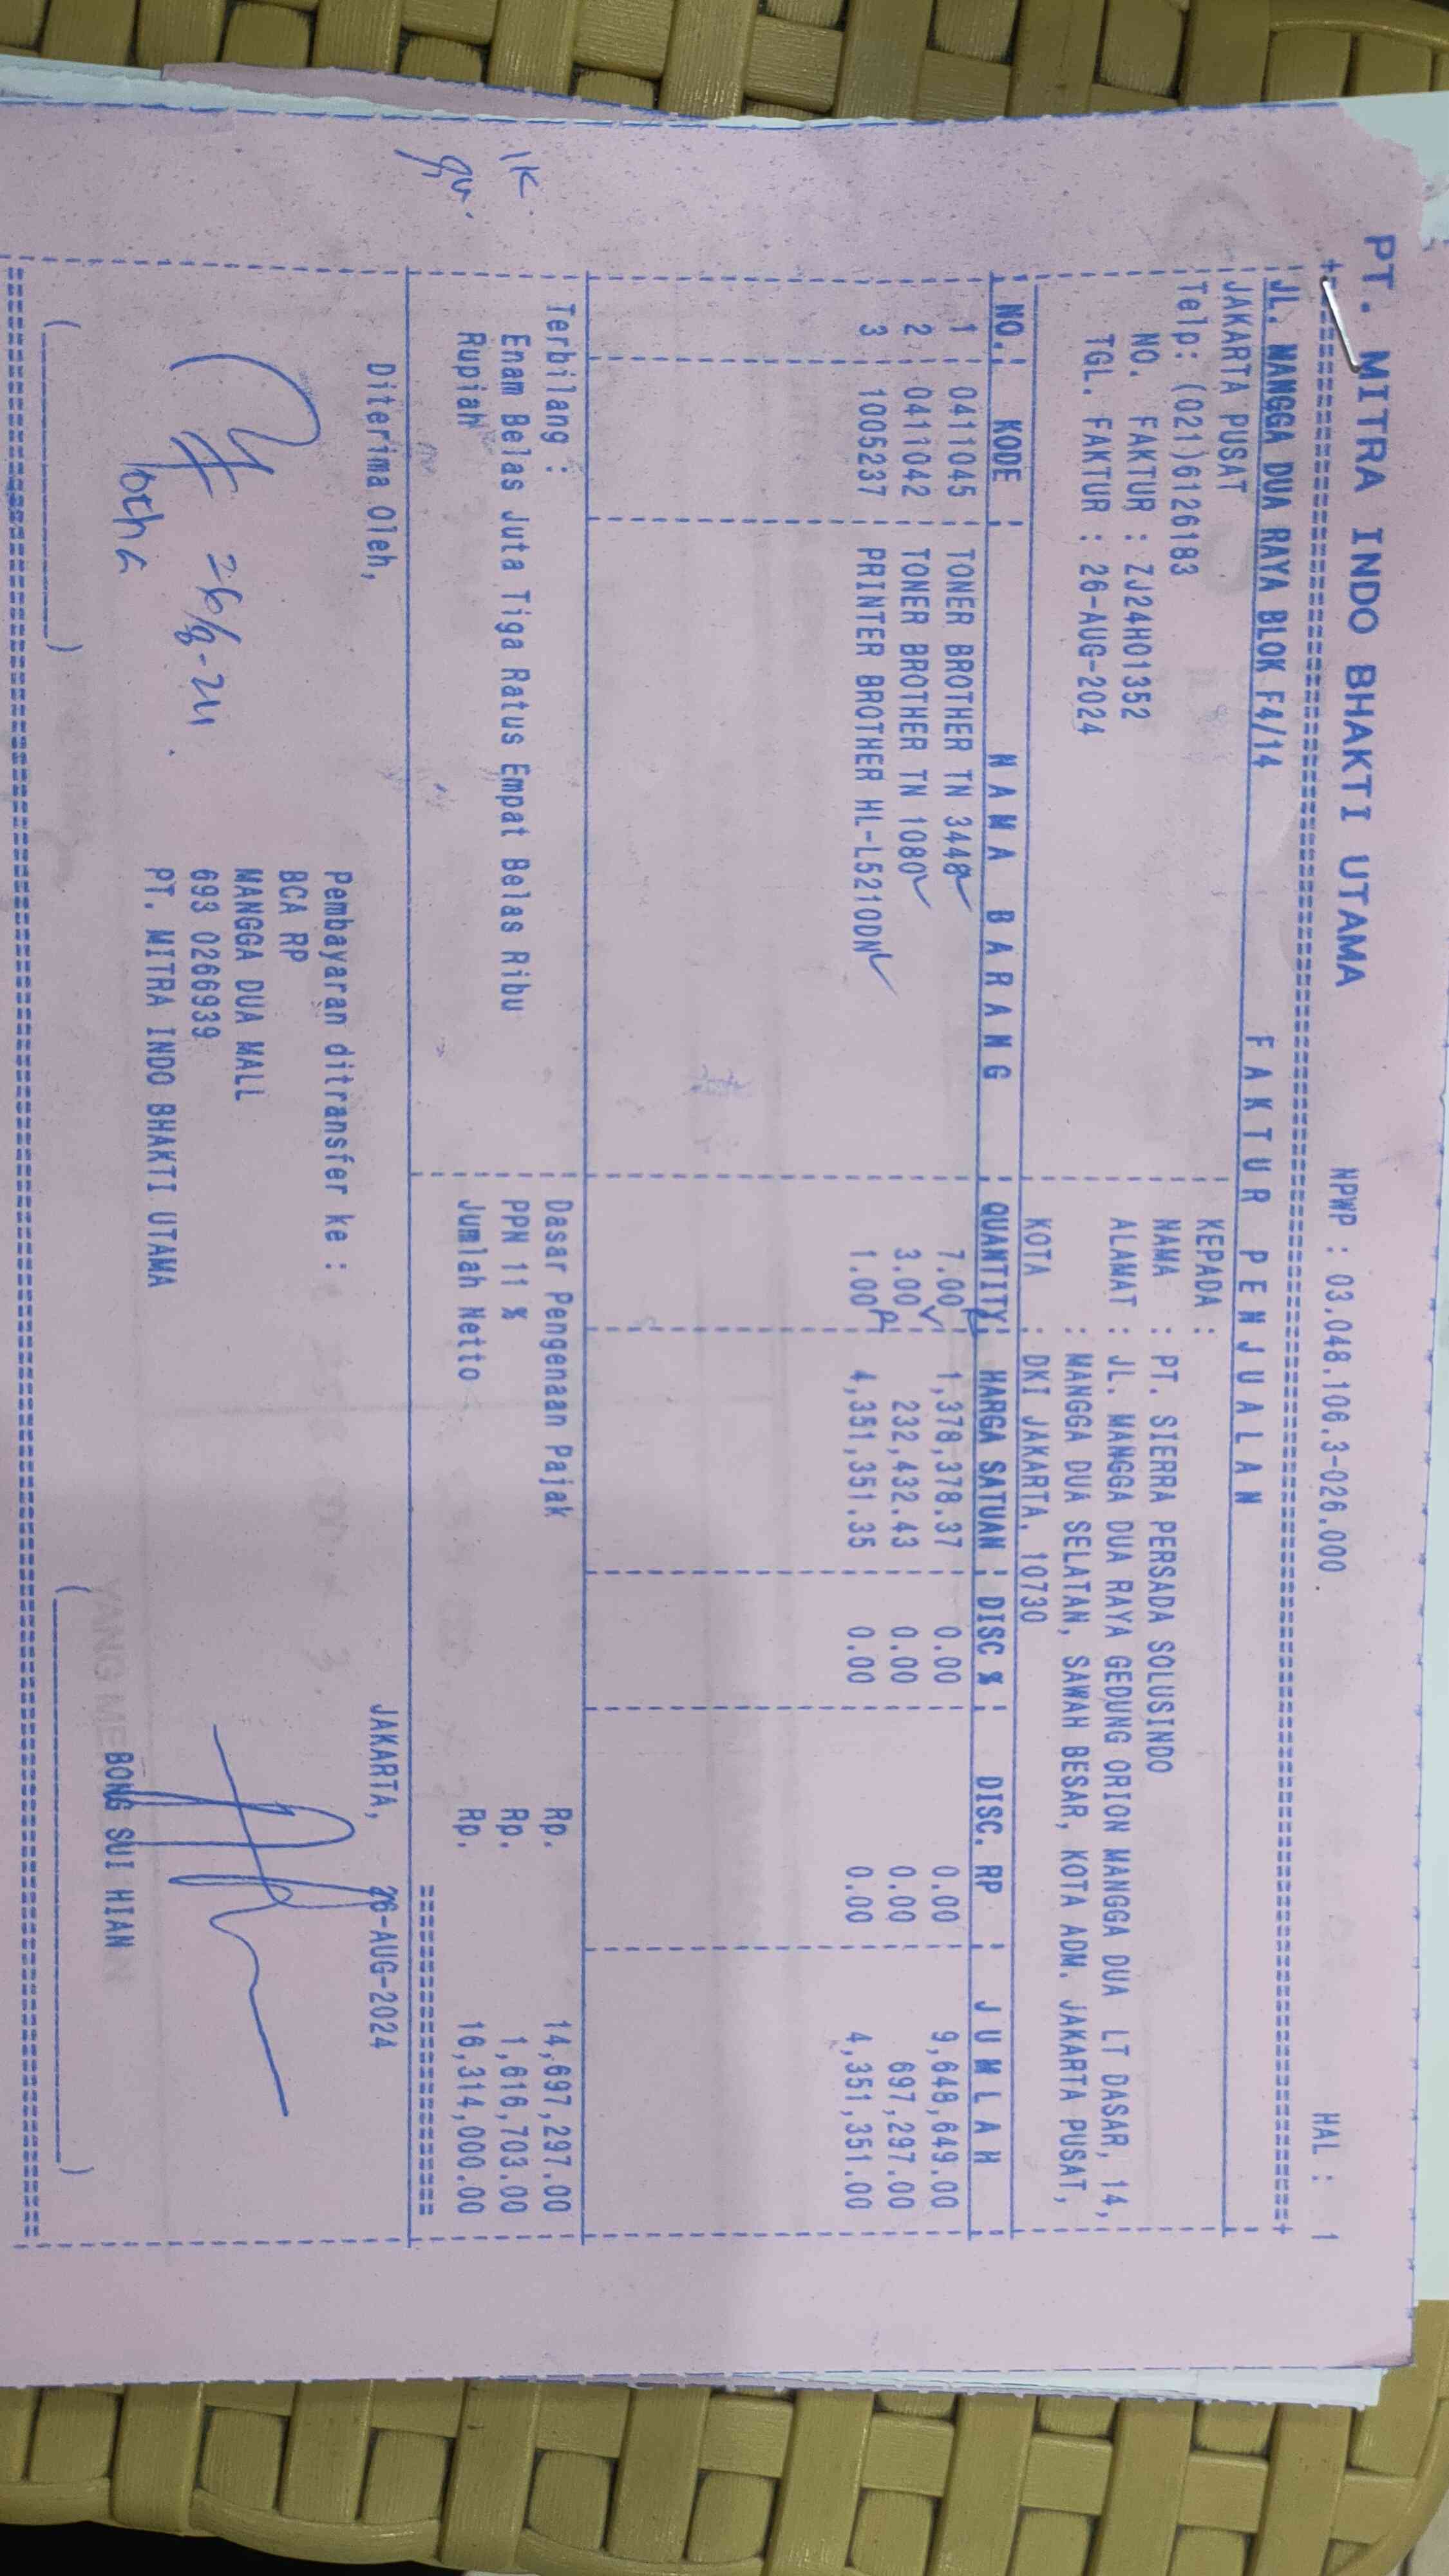 PT. MITRA INDO BHAKTI UTAMA NPWP : 03.048.106.3-026.000 HAL : 1
JL. MANGGA DUA RAYA BLOK F4/14 FAKTUR PENJUALAN
JAKARTA PUSAT KEPADA :
Telp: (021)6126183 NAMA : PT. SIERRA PERSADA SOLUSINDO
NO. FAKTUR : ZJ24H01352 ALAMAT : JL. MANGGA DUA RAYA GEDUNG ORION MANGGA DUA LT DASAR, 14,
TGL. FAKTUR : 26-AUG-2024 : MANGGA DUA SELATAN, SAWAH BESAR, KOTA ADM. JAKARTA PUSAT,
KOTA : DKI JAKARTA, 10730
NO. KODE NAMA BARANG QUANTITY HARGA SATUAN DISC % DISC. RP JUMLAH
1 0411045 TONER BROTHER TN 3448 7.00 1,378,378.37 0.00 0.00 9,648,649.00
2 0411042 TONER BROTHER TN 1080 3.00 232,432.43 0.00 0.00 697,297.00
3 1005237 PRINTER BROTHER HL-L5210DN 1.00 4,351,351.35 0.00 0.00 4,351,351.00
Terbilang : Dasar Pengenaan Pajak Rp. 14,697,297.00
Enam Belas Juta Tiga Ratus Empat Belas Ribu PPN 11 % Rp. 1,616,703.00
Rupiah Jumlah Netto Rp. 16,314,000.00
Diterima Oleh, JAKARTA, 26-AUG-2024
Pembayaran ditransfer ke :
BCA RP
MANGGA DUA MALL
26/8-24 693 0266939
PT. MITRA INDO BHAKTI UTAMA
BONG SUI HIAN